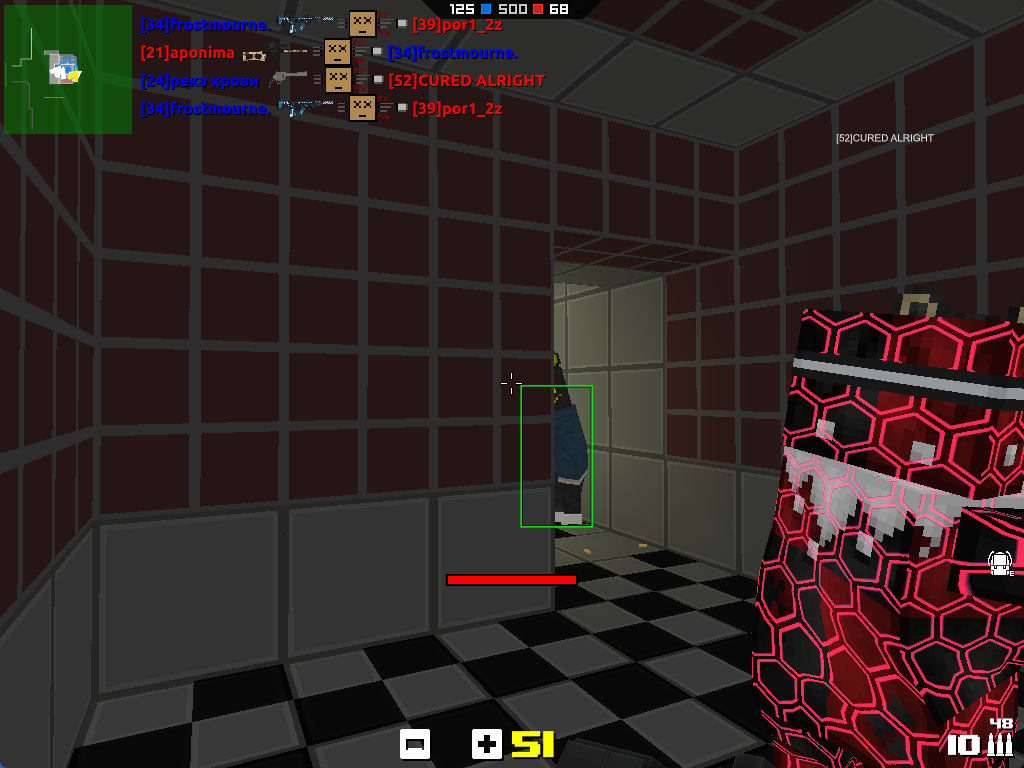 125 500 68
[34]frostmourne. [39]por1_2z
[21]aponima [34]frostmourne.
[24]река крови [52]CURED ALRIGHT
[34]frostmourne. [39]por1_2z
[52]CURED ALRIGHT
E
48
10
51